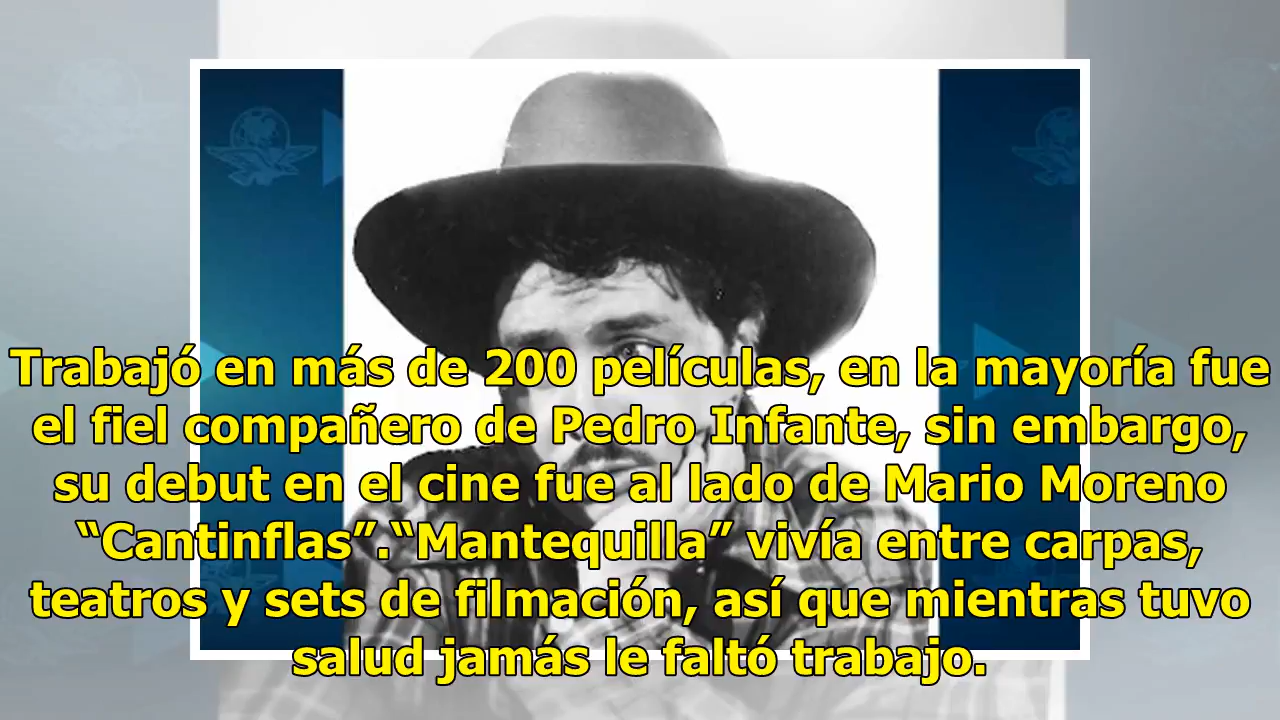 Trabajó en más de 200 películas, en la mayoría fue
el fiel compañero de Pedro Infante, sin embargo,
su debut en el cine fue al lado de Mario Moreno
“Cantinflas”.“Mantequilla” vivía entre carpas,
teatros y sets de filmación, así que mientras tuvo
salud jamás le faltó trabajo.